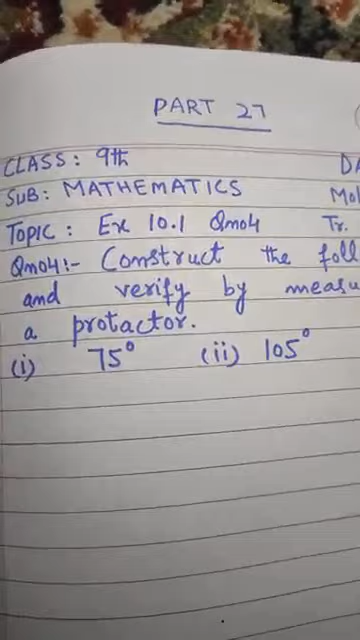 PART 27
CLASS: 9th
SUB: MATHEMATICS
TOPIC: Ex 10.1 Qno4 Tr.
Qno4:- Construct the foll
and verify by measu
a protactor.
(i) 75° (ii) 105°